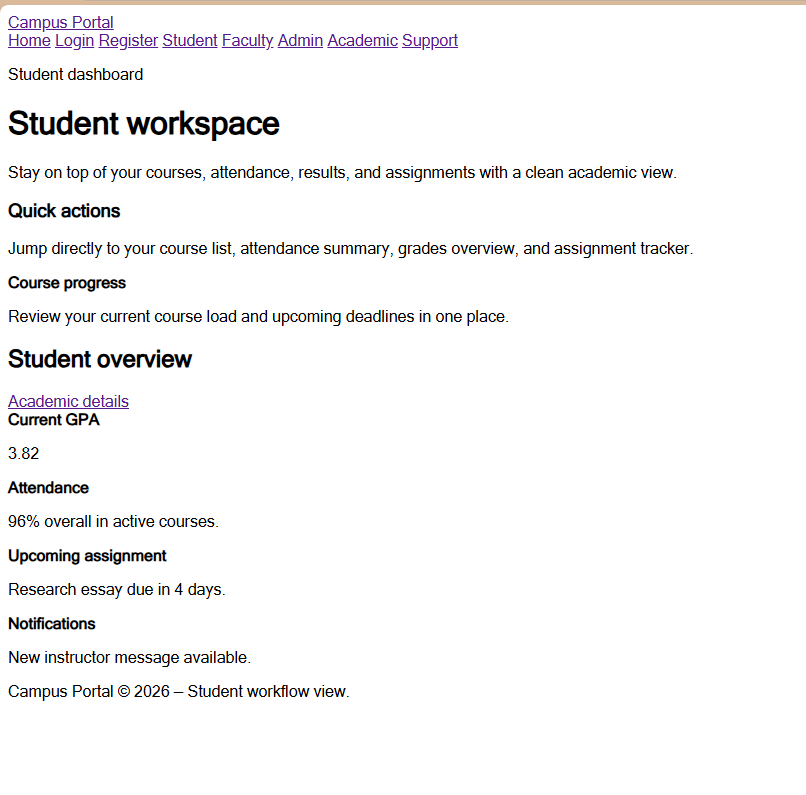 Campus Portal
Home Login Register Student Faculty Admin Academic Support
Student dashboard
Student workspace
Stay on top of your courses, attendance, results, and assignments with a clean academic view.
Quick actions
Jump directly to your course list, attendance summary, grades overview, and assignment tracker.
Course progress
Review your current course load and upcoming deadlines in one place.
Student overview
Academic details
Current GPA
3.82
Attendance
96% overall in active courses.
Upcoming assignment
Research essay due in 4 days.
Notifications
New instructor message available.
Campus Portal © 2026 – Student workflow view.